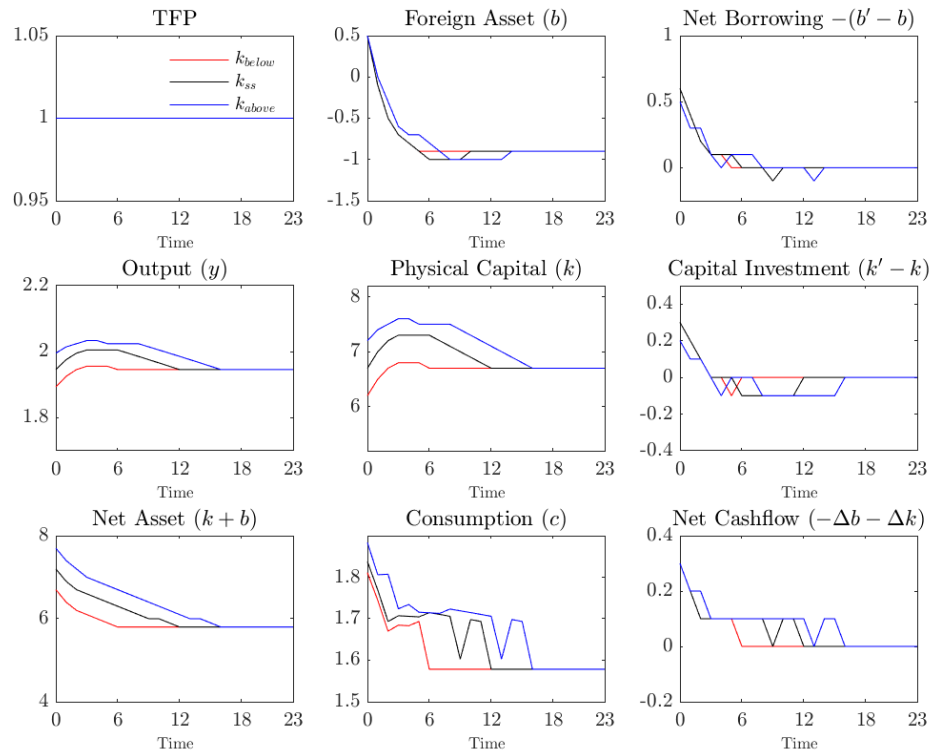 TFP
1.05
1
0.95
k_below
k_ss
k_above
0 6 12 18 23
Time
Foreign Asset (b)
0.5
0
-0.5
-1
-1.5
0 6 12 18 23
Time
Net Borrowing −(b′ − b)
1
0.5
0
0 6 12 18 23
Time
Output (y)
2.2
2
1.8
0 6 12 18 23
Time
Physical Capital (k)
8
7
6
0 6 12 18 23
Time
Capital Investment (k′ − k)
0.4
0.2
0
-0.2
-0.4
0 6 12 18 23
Time
Net Asset (k + b)
8
6
4
0 6 12 18 23
Time
Consumption (c)
1.8
1.7
1.6
1.5
0 6 12 18 23
Time
Net Cashflow (−Δb − Δk)
0.4
0.2
0
-0.2
0 6 12 18 23
Time